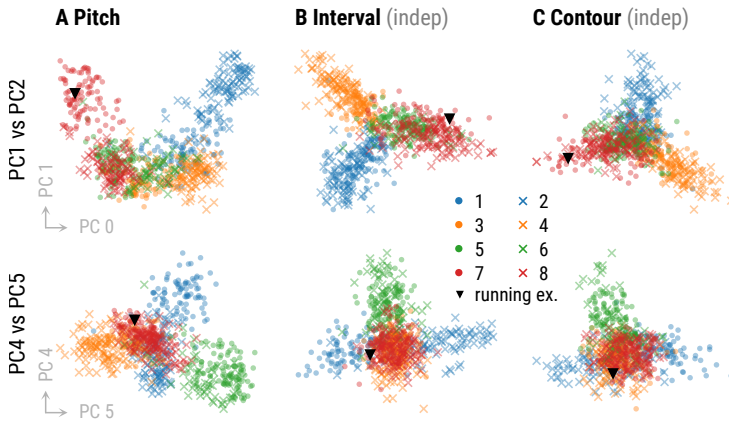 A Pitch
B Interval (indep)
C Contour (indep)
PC1 vs PC2
PC 1
PC 0
1
2
3
4
5
6
7
8
running ex.
PC4 vs PC5
PC 4
PC 5